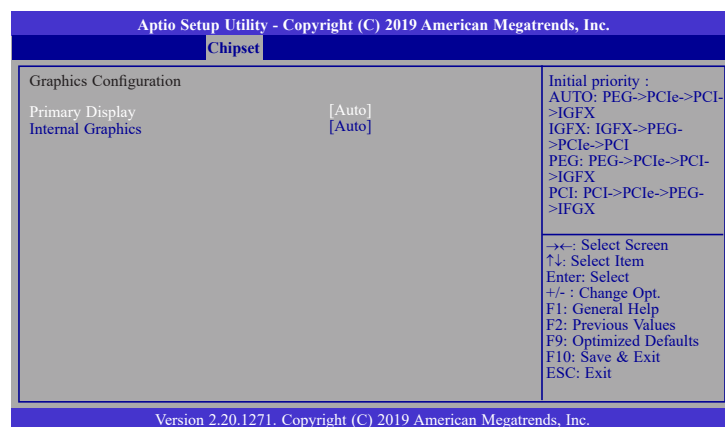 Aptio Setup Utility - Copyright (C) 2019 American Megatrends, Inc.
Chipset
Graphics Configuration
Primary Display [Auto]
Internal Graphics [Auto]
Initial priority :
AUTO: PEG->PCIe->PCI-
>IGFX
IGFX: IGFX->PEG-
>PCIe->PCI
PEG: PEG->PCIe->PCI-
>IGFX
PCI: PCI->PCIe->PEG-
>IFGX
→←: Select Screen
↑↓: Select Item
Enter: Select
+/- : Change Opt.
F1: General Help
F2: Previous Values
F9: Optimized Defaults
F10: Save & Exit
ESC: Exit
Version 2.20.1271. Copyright (C) 2019 American Megatrends, Inc.